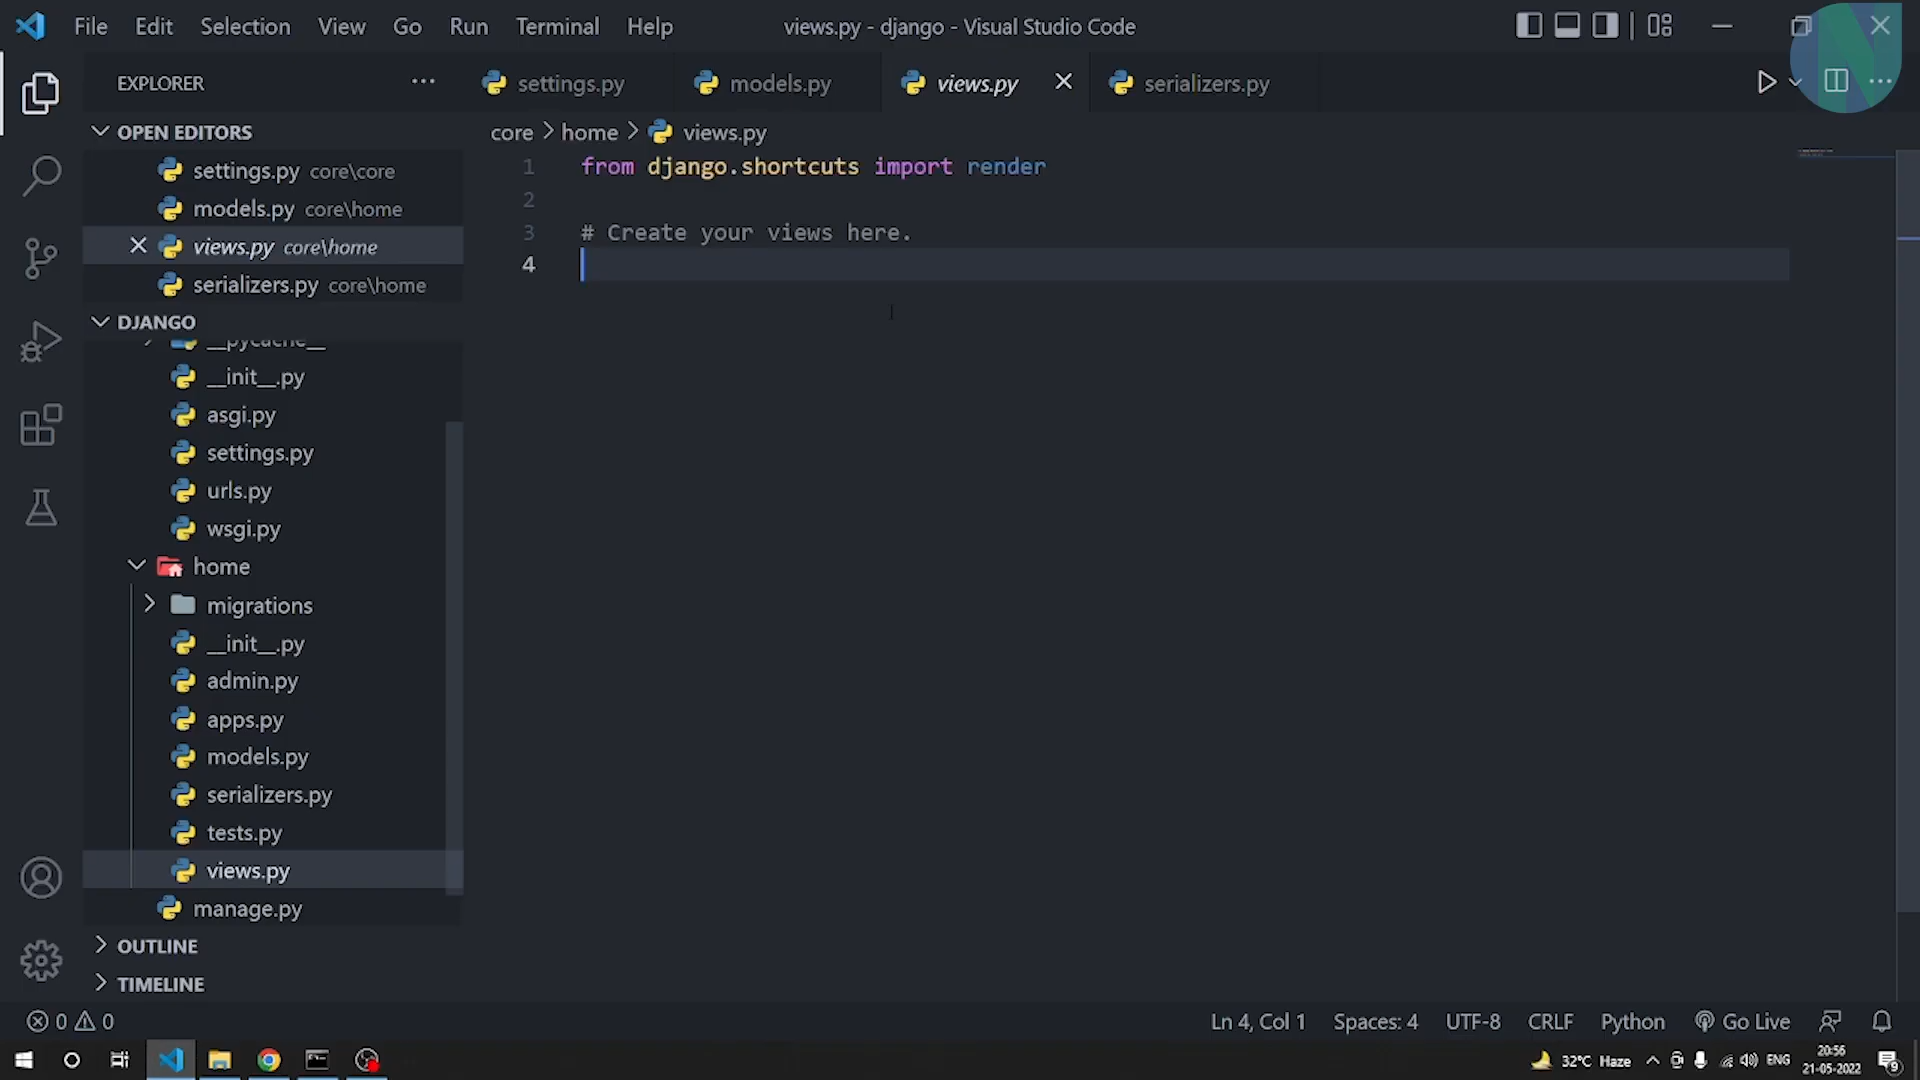 File Edit Selection View Go Run Terminal Help views.py - django - Visual Studio Code
EXPLORER
settings.py models.py views.py serializers.py
OPEN EDITORS
settings.py core\core
models.py core\home
views.py core\home
serializers.py core\home
core home views.py
1 from django.shortcuts import render
2
3 # Create your views here.
4
DJANGO
__pycache__
__init__.py
asgi.py
settings.py
urls.py
wsgi.py
home
migrations
__init__.py
admin.py
apps.py
models.py
serializers.py
tests.py
views.py
manage.py
OUTLINE
TIMELINE
0 0 Ln 4, Col 1 Spaces: 4 UTF-8 CRLF Python Go Live
32°C Haze ENG 20:56
21-05-2022
9